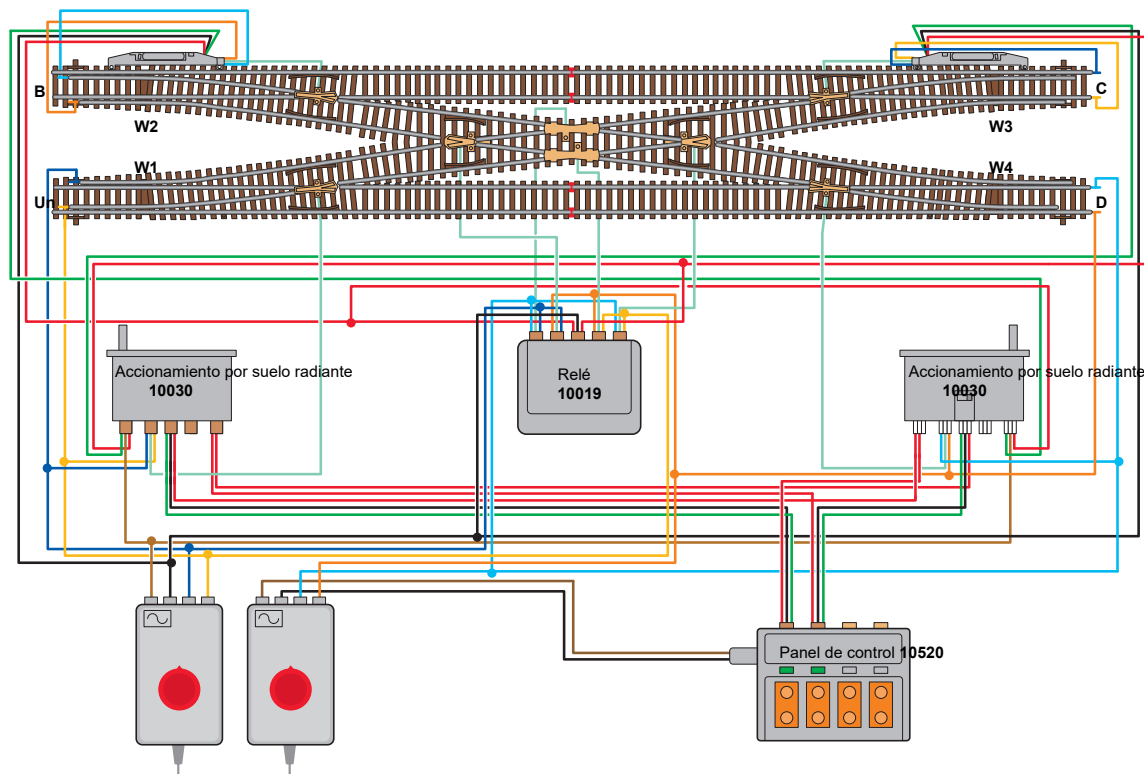 B
C
W2
W3
W1
W4
Un
D
Accionamiento por suelo radiante
10030
Relé
10019
Accionamiento por suelo radiante
10030
Panel de control 10520